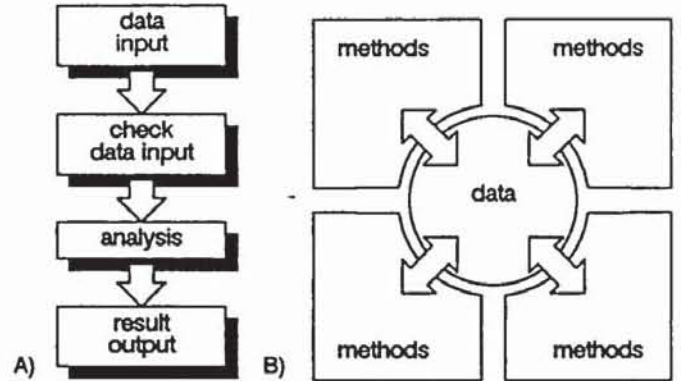 data
input
check
data input
analysis
result
output
A)
methods
methods
data
methods
methods
B)